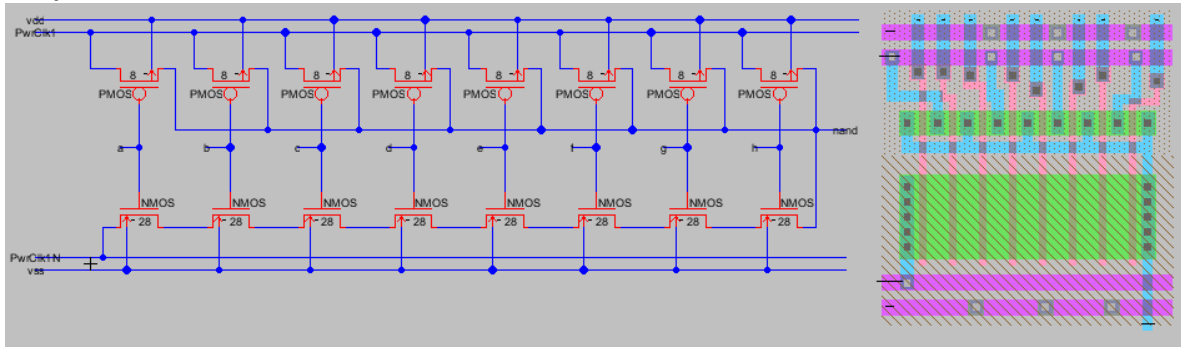 vdd
PwrClk1
8 8 8 8 8 8 8 8
PMOS PMOS PMOS PMOS PMOS PMOS PMOS PMOS
nand
a b c d e f g h
NMOS NMOS NMOS NMOS NMOS NMOS NMOS NMOS
28 28 28 28 28 28 28 28
PwrClk1N
vss